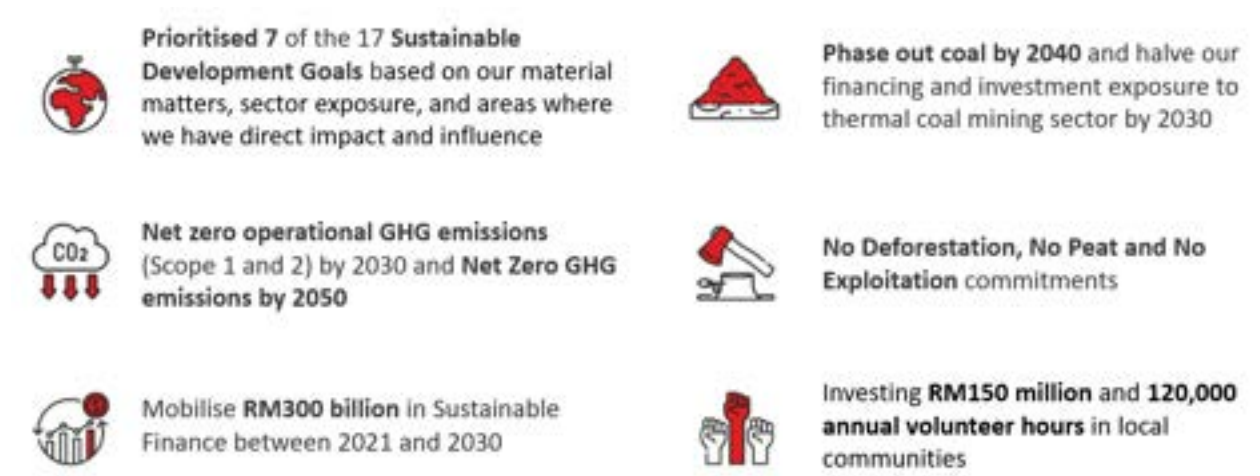 Prioritised 7 of the 17 Sustainable
Development Goals based on our material
matters, sector exposure, and areas where
we have direct impact and influence
Phase out coal by 2040 and halve our
financing and investment exposure to
thermal coal mining sector by 2030
CO₂
Net zero operational GHG emissions
(Scope 1 and 2) by 2030 and Net Zero GHG
emissions by 2050
No Deforestation, No Peat and No
Exploitation commitments
Mobilise RM300 billion in Sustainable
Finance between 2021 and 2030
Investing RM150 million and 120,000
annual volunteer hours in local
communities